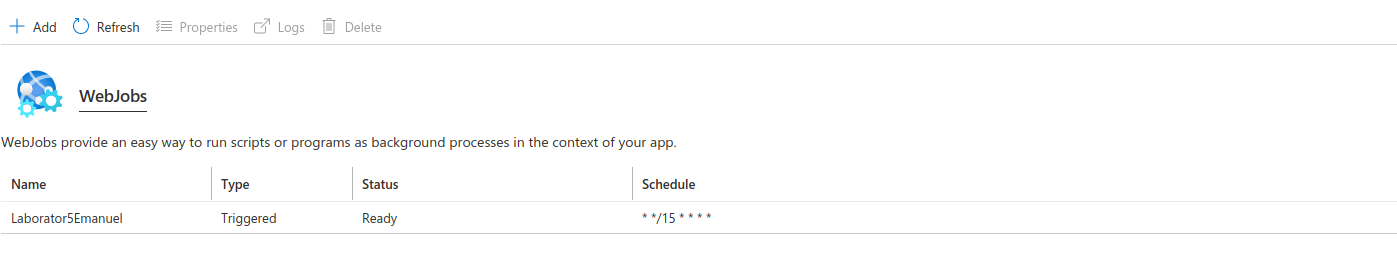 Add Refresh Properties Logs Delete
WebJobs
WebJobs provide an easy way to run scripts or programs as background processes in the context of your app.
Name Type Status Schedule
Laborator5Emanuel Triggered Ready * */15 * * * *